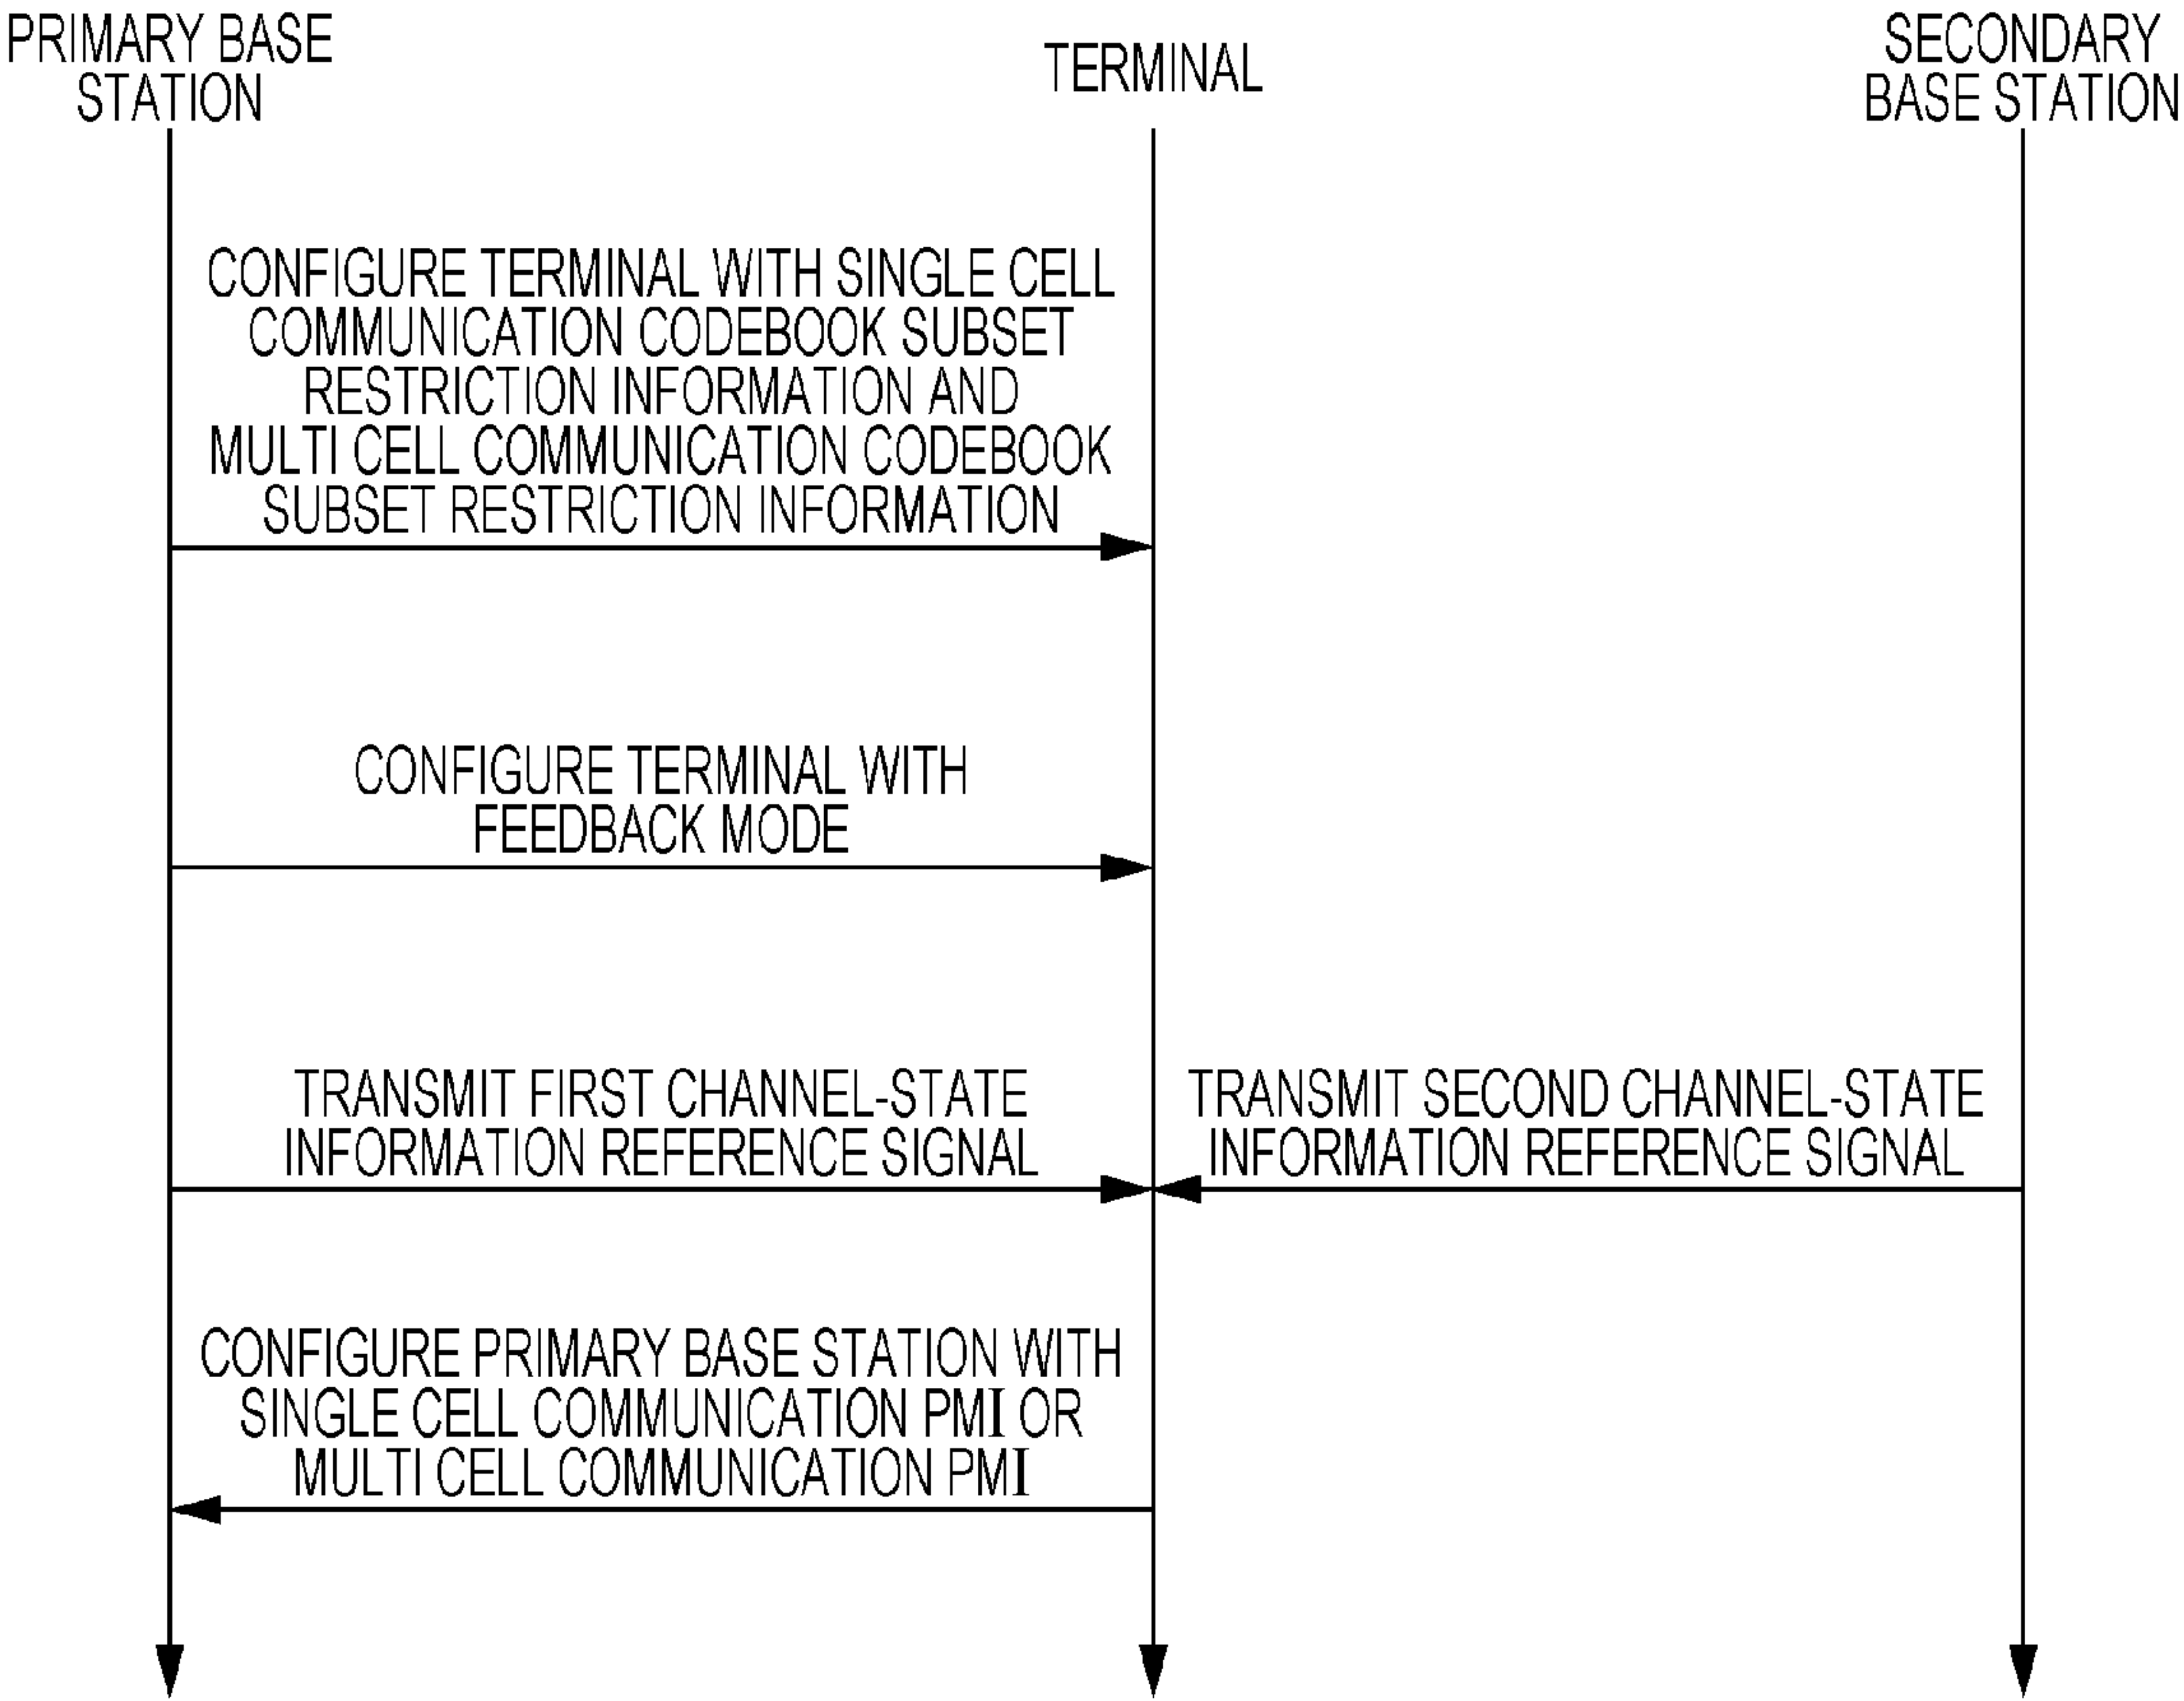 PRIMARY BASE
STATION
TERMINAL
SECONDARY
BASE STATION
CONFIGURE TERMINAL WITH SINGLE CELL
COMMUNICATION CODEBOOK SUBSET
RESTRICTION INFORMATION AND
MULTI CELL COMMUNICATION CODEBOOK
SUBSET RESTRICTION INFORMATION
CONFIGURE TERMINAL WITH
FEEDBACK MODE
TRANSMIT FIRST CHANNEL-STATE
INFORMATION REFERENCE SIGNAL
TRANSMIT SECOND CHANNEL-STATE
INFORMATION REFERENCE SIGNAL
CONFIGURE PRIMARY BASE STATION WITH
SINGLE CELL COMMUNICATION PMI OR
MULTI CELL COMMUNICATION PMI